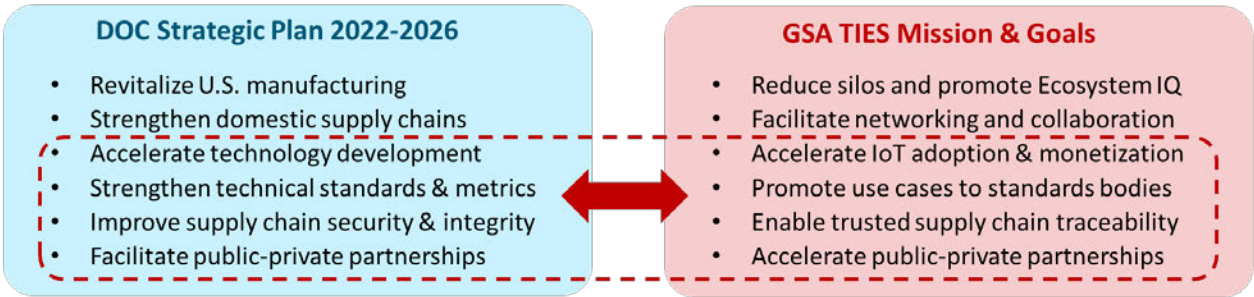 DOC Strategic Plan 2022-2026
• Revitalize U.S. manufacturing
• Strengthen domestic supply chains
• Accelerate technology development
• Strengthen technical standards & metrics
• Improve supply chain security & integrity
• Facilitate public-private partnerships
GSA TIES Mission & Goals
• Reduce silos and promote Ecosystem IQ
• Facilitate networking and collaboration
• Accelerate IoT adoption & monetization
• Promote use cases to standards bodies
• Enable trusted supply chain traceability
• Accelerate public-private partnerships